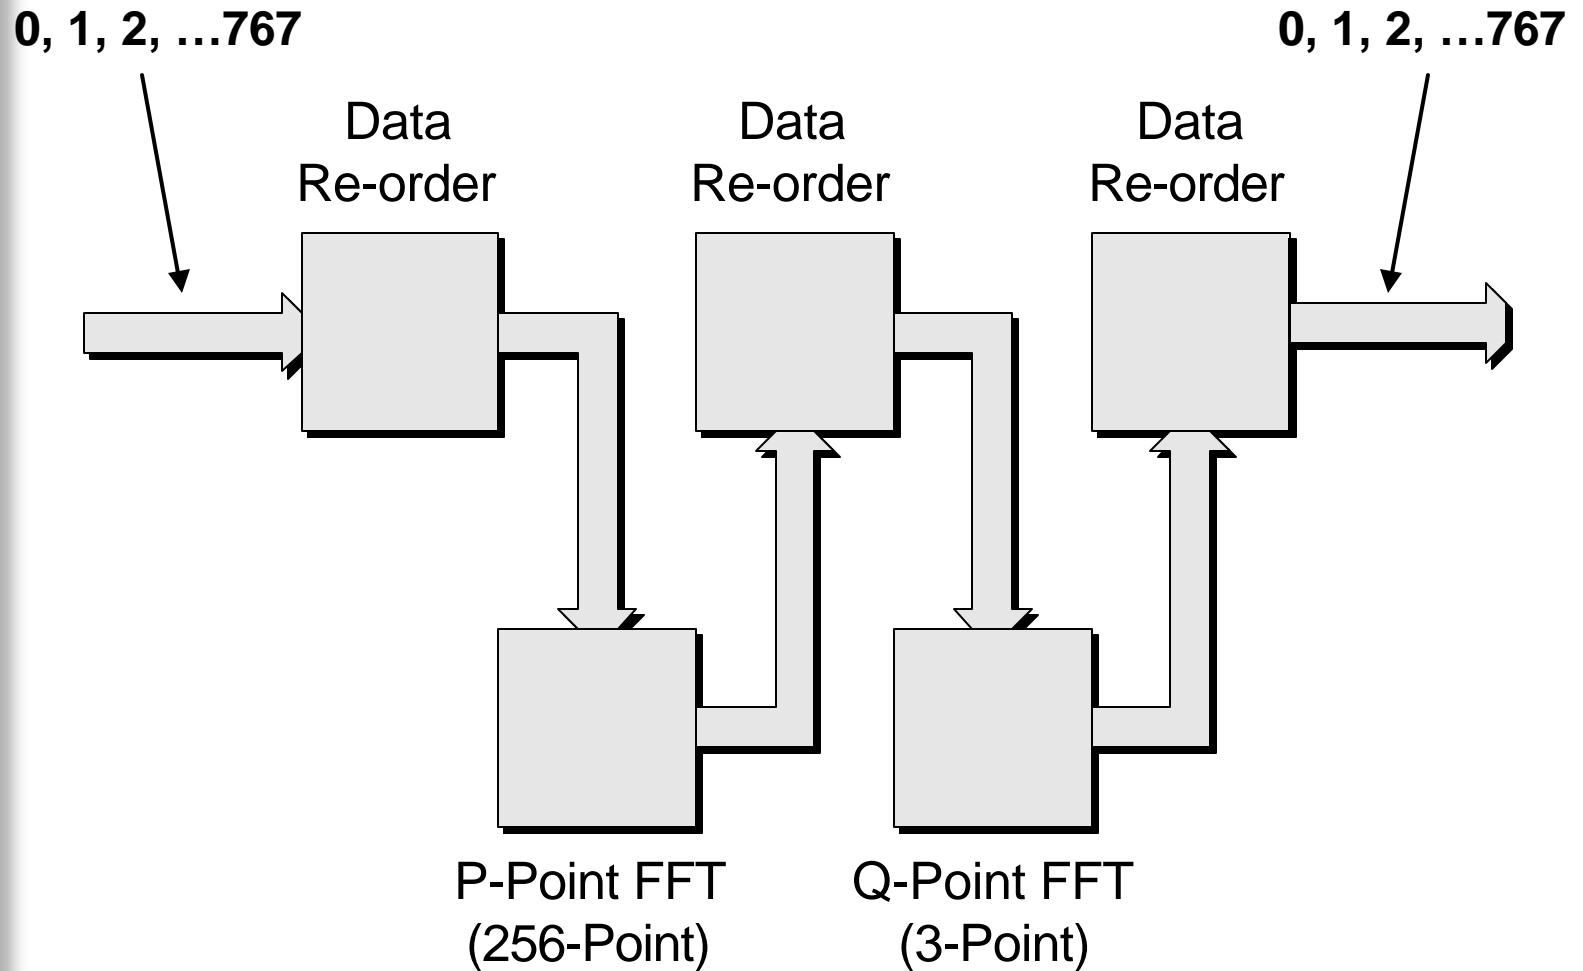 0, 1, 2, …767
0, 1, 2, …767
Data
Re-order
Data
Re-order
Data
Re-order
P-Point FFT
(256-Point)
Q-Point FFT
(3-Point)